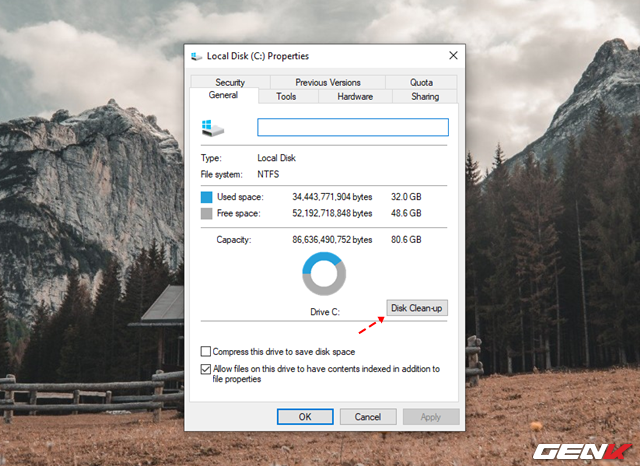 Local Disk (C:) Properties
Security Previous Versions Quota
General Tools Hardware Sharing
Type: Local Disk
File system: NTFS
Used space: 34,443,771,904 bytes 32.0 GB
Free space: 52,192,718,848 bytes 48.6 GB
Capacity: 86,636,490,752 bytes 80.6 GB
Drive C:
Disk Clean-up
Compress this drive to save disk space
Allow files on this drive to have contents indexed in addition to
file properties
OK Cancel Apply
GENK